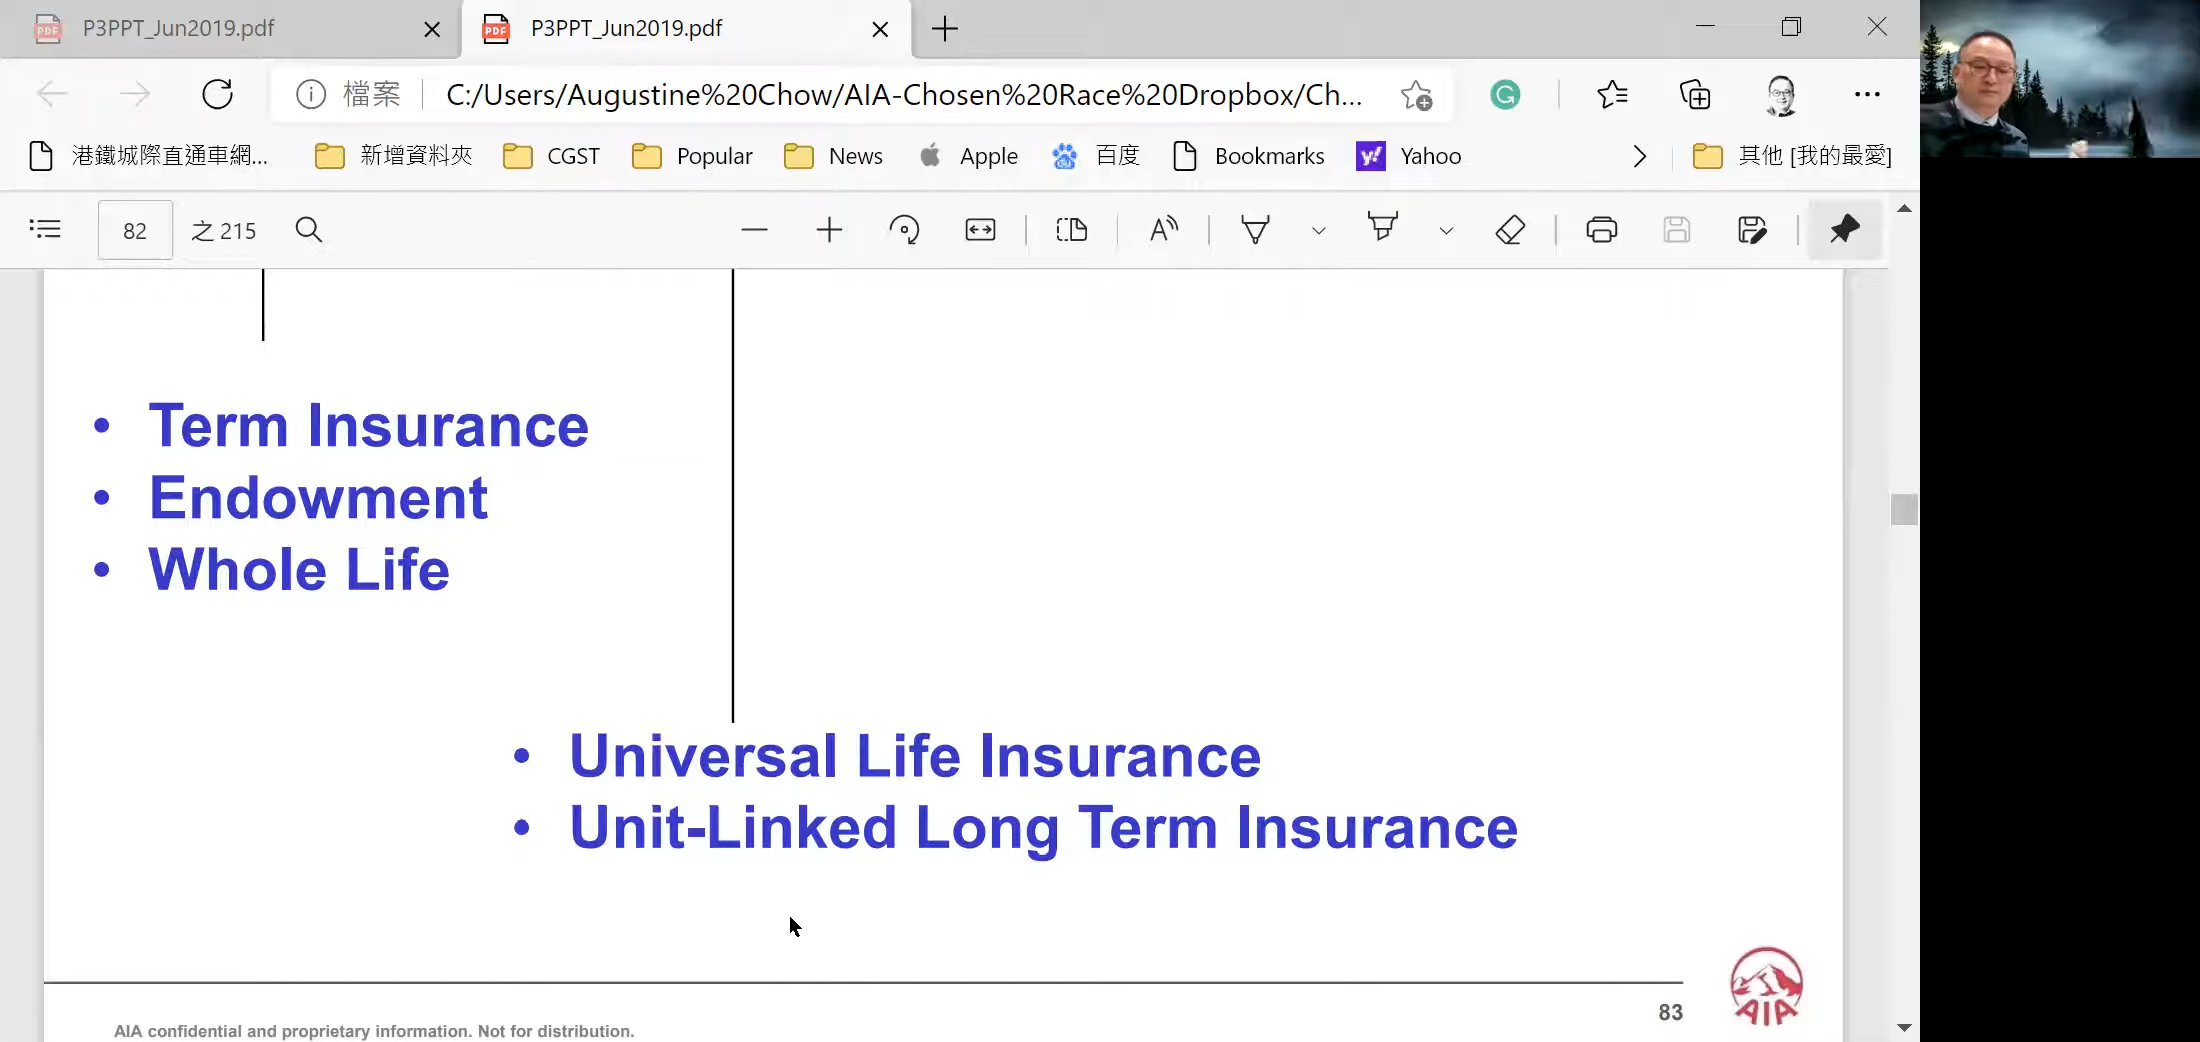 P3PPT_Jun2019.pdf
P3PPT_Jun2019.pdf
檔案
C:/Users/Augustine%20Chow/AIA-Chosen%20Race%20Dropbox/Ch...
港鐵城際直通車網...
新增資料夾
CGST
Popular
News
Apple
百度
Bookmarks
Yahoo
其他 [我的最愛]
82 之 215
• Term Insurance
• Endowment
• Whole Life
• Universal Life Insurance
• Unit-Linked Long Term Insurance
83
AIA
AIA confidential and proprietary information. Not for distribution.